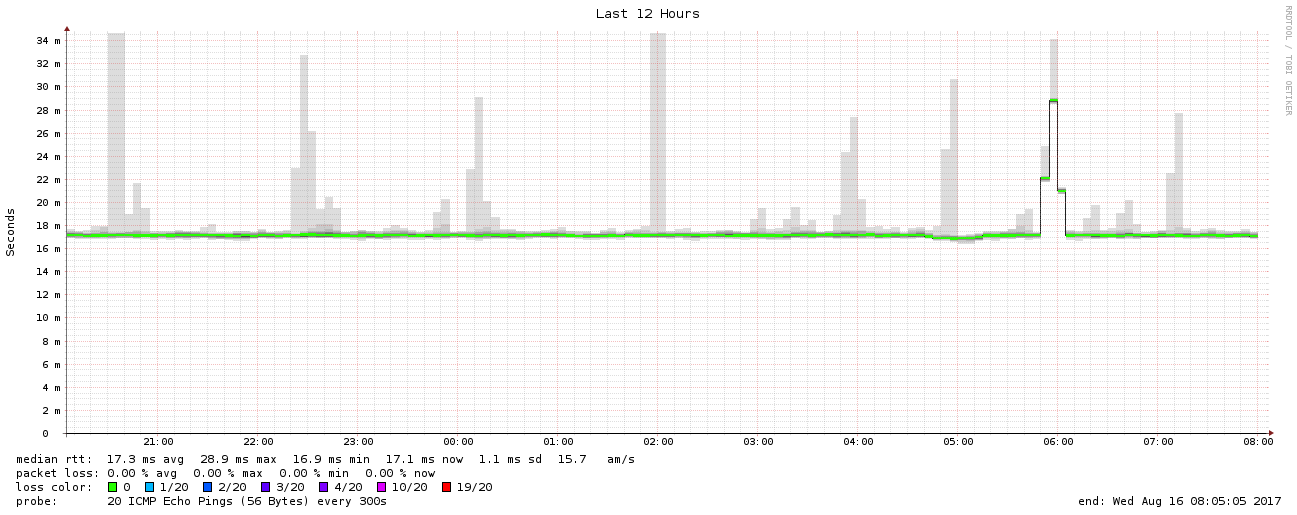 Last 12 Hours
RRDTOOL / TOBI OETIKER
Seconds
34 m
32 m
30 m
28 m
26 m
24 m
22 m
20 m
18 m
16 m
14 m
12 m
10 m
8 m
6 m
4 m
2 m
0
21:00 22:00 23:00 00:00 01:00 02:00 03:00 04:00 05:00 06:00 07:00 08:00
median rtt: 17.3 ms avg 28.9 ms max 16.9 ms min 17.1 ms now 1.1 ms sd 15.7 am/s
packet loss: 0.00 % avg 0.00 % max 0.00 % min 0.00 % now
loss color: 0 1/20 2/20 3/20 4/20 10/20 19/20
probe: 20 ICMP Echo Pings (56 Bytes) every 300s end: Wed Aug 16 08:05:05 2017